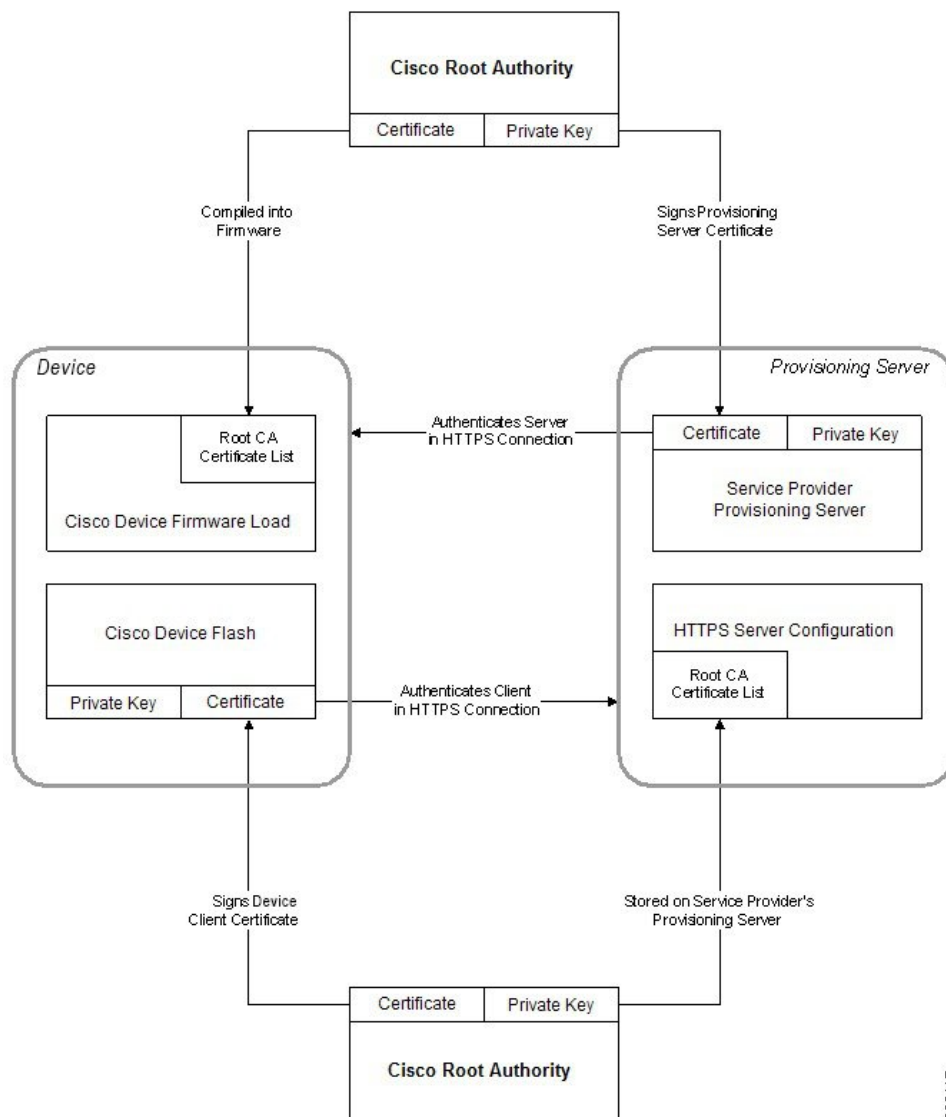 Cisco Root Authority
Certificate
Private Key
Compiled into
Firmware
Signs Provisioning
Server Certificate
Device
Provisioning Server
Root CA
Certificate List
Cisco Device Firmware Load
Authenticates Server
in HTTPS Connection
Certificate
Private Key
Service Provider
Provisioning Server
Cisco Device Flash
Private Key
Certificate
Authenticates Client
in HTTPS Connection
HTTPS Server Configuration
Root CA
Certificate List
Signs Device
Client Certificate
Stored on Service Provider's
Provisioning Server
Certificate
Private Key
Cisco Root Authority